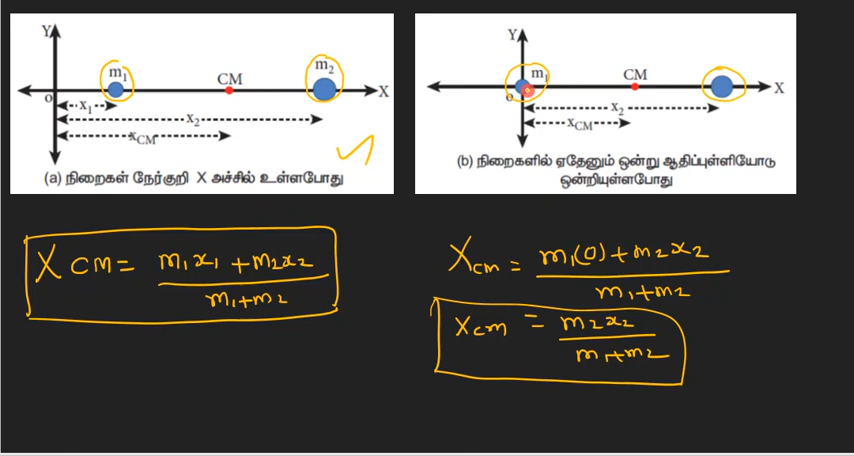 Y
m₁
CM
m₂
X
o
x₁
x₂
xCM
(a) நிறைகள் நேர்குறி X அச்சில் உள்ளபோது
Y
m₁
CM
X
o
x₂
xCM
(b) நிறைகளில் ஏதேனும் ஒன்று ஆதிப்புள்ளியோடு
ஒன்றியுள்ளபோது
X CM = m₁x₁ + m₂x₂
m₁+m₂
Xcm = m₁(0) + m₂x₂
m₁+m₂
Xcm = m₂x₂
m₁+m₂